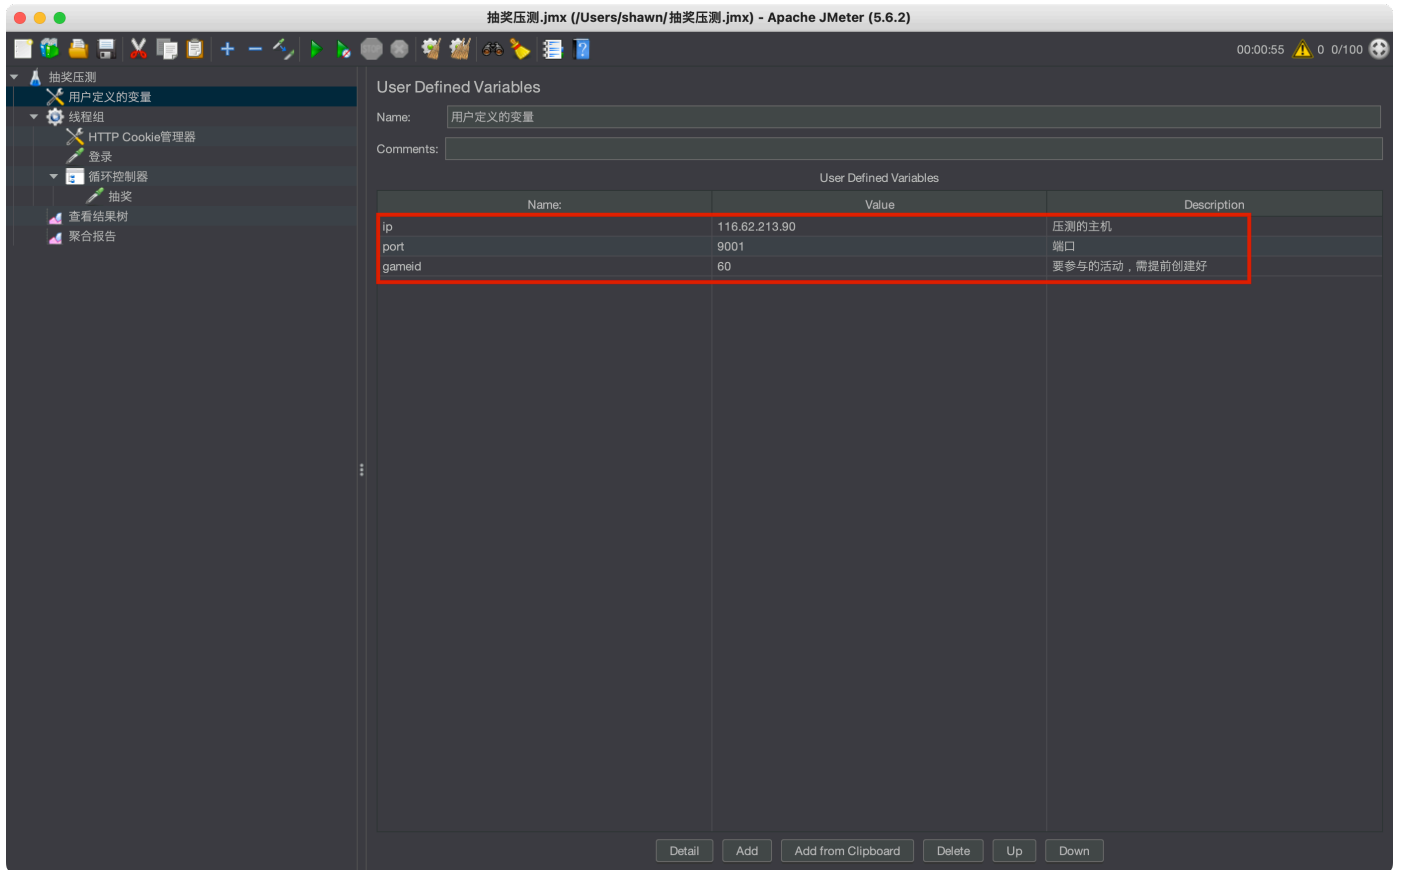 抽奖压测.jmx (/Users/shawn/抽奖压测.jmx) - Apache JMeter (5.6.2)
00:00:55 0 0/100
抽奖压测
用户定义的变量
线程组
HTTP Cookie管理器
登录
循环控制器
抽奖
查看结果树
聚合报告
User Defined Variables
Name: 用户定义的变量
Comments:
User Defined Variables
Name: Value Description
ip 116.62.213.90 压测的主机
port 9001 端口
gameid 60 要参与的活动，需提前创建好
Detail Add Add from Clipboard Delete Up Down